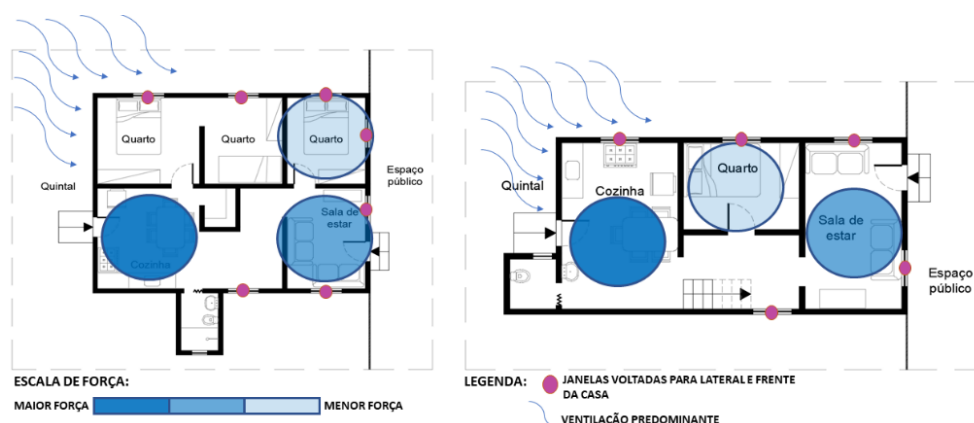 Quarto
Quarto
Quarto
Quintal
Espaço
público
Sala de
estar
Cozinha
Quintal
Cozinha
Quarto
Sala de
estar
Espaço
público
ESCALA DE FORÇA:
MAIOR FORÇA
MENOR FORÇA
LEGENDA:
JANELAS VOLTADAS PARA LATERAL E FRENTE
DA CASA
VENTILAÇÃO PREDOMINANTE